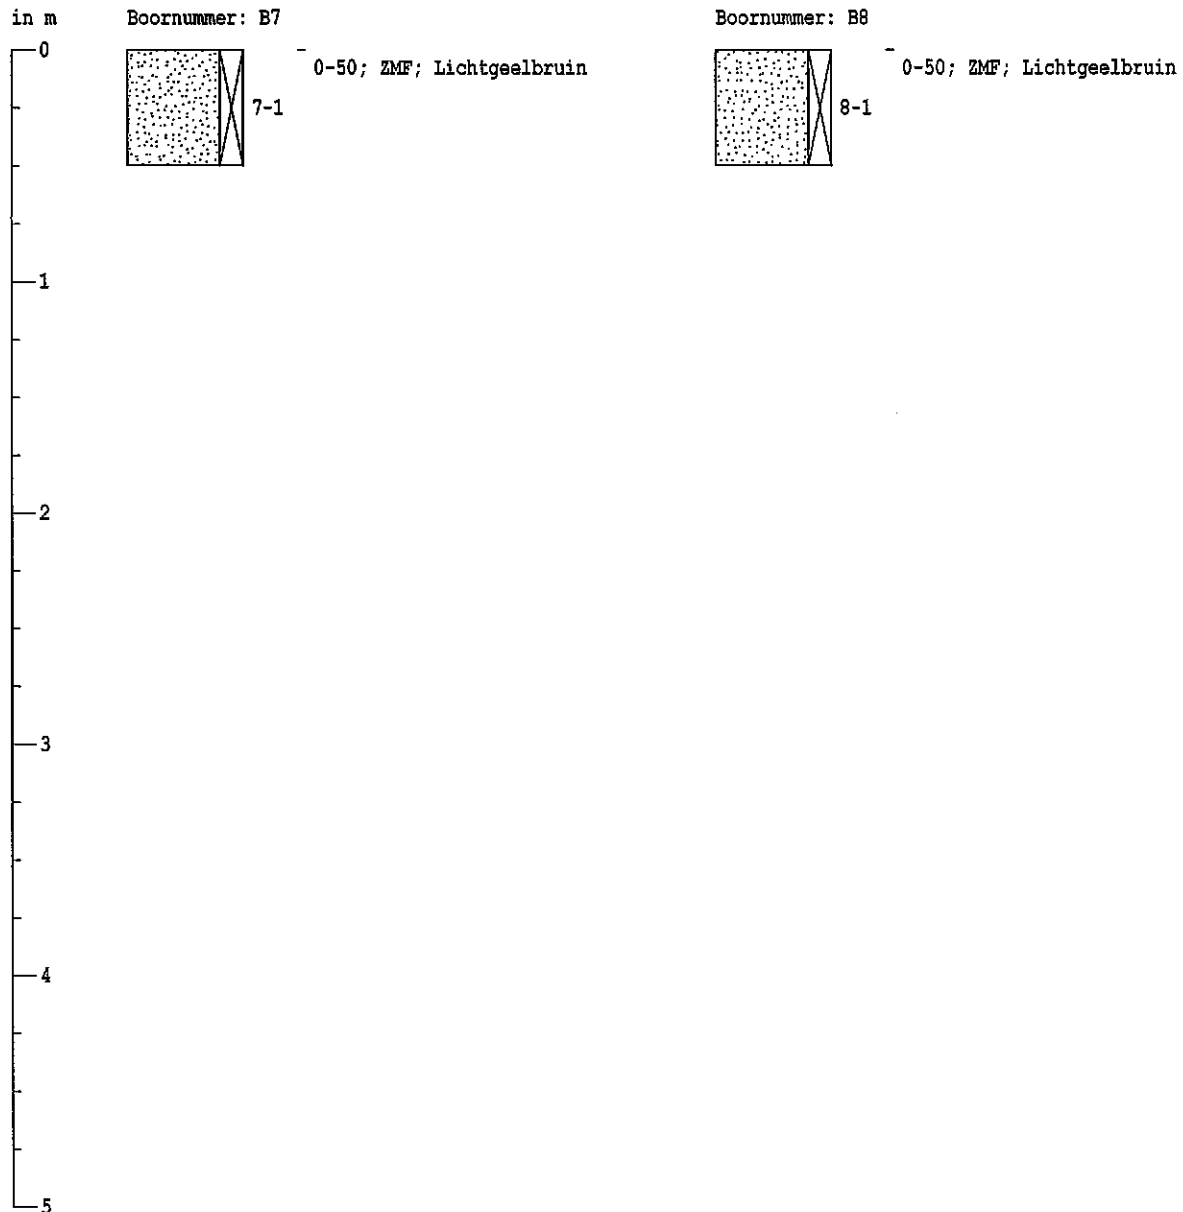 in m
Boornummer: B7
Boornummer: B8
0
0-50; ZMF; Lichtgeelbruin
0-50; ZMF; Lichtgeelbruin
7-1
8-1
1
2
3
4
5